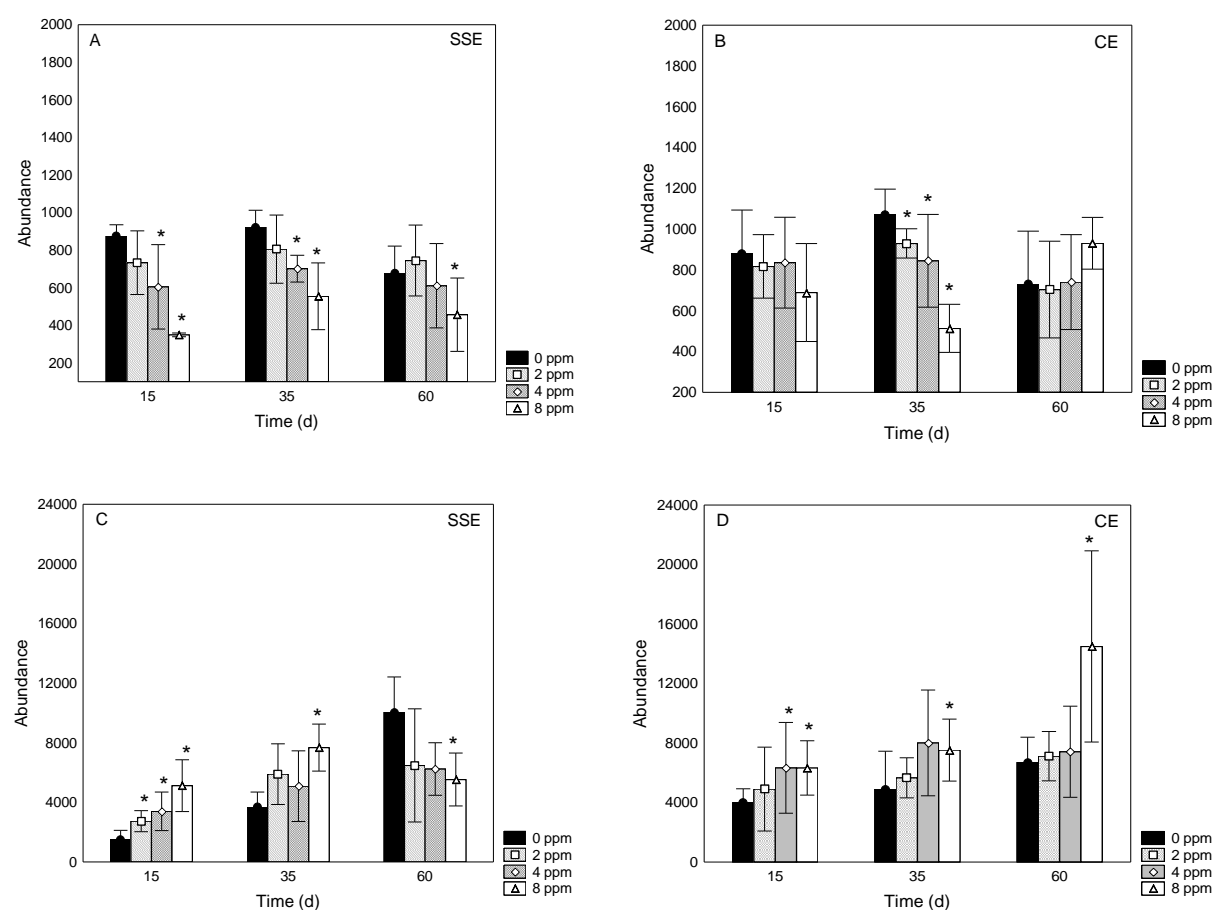 A
SSE
2000
1800
1600
1400
1200
1000
800
600
400
200
Abundance
*
*
*
*
*
15
35
60
Time (d)
0 ppm
2 ppm
4 ppm
8 ppm
B
CE
2000
1800
1600
1400
1200
1000
800
600
400
200
Abundance
*
*
*
15
35
60
Time (d)
0 ppm
2 ppm
4 ppm
8 ppm
C
SSE
24000
20000
16000
12000
8000
4000
0
Abundance
*
*
*
*
*
15
35
60
Time (d)
0 ppm
2 ppm
4 ppm
8 ppm
D
CE
24000
20000
16000
12000
8000
4000
0
Abundance
*
*
*
*
15
35
60
Time (d)
0 ppm
2 ppm
4 ppm
8 ppm